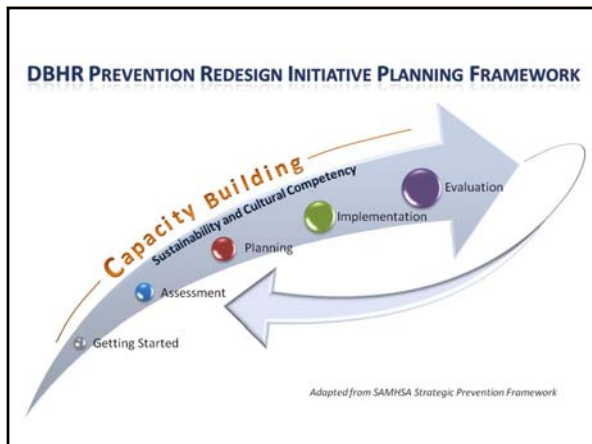 DBHR PREVENTION REDESIGN INITIATIVE PLANNING FRAMEWORK
Capacity Building
Sustainability and Cultural Competency
Evaluation
Implementation
Planning
Assessment
Getting Started
Adapted from SAMHSA Strategic Prevention Framework